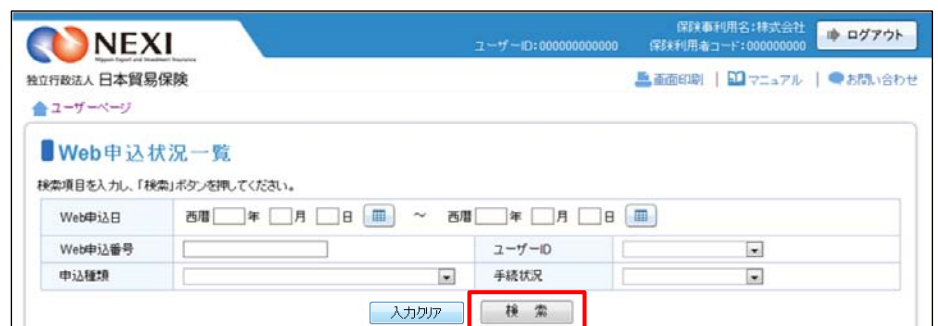 NEXI
Nippon Export and Investment Insurance
ユーザーID:000000000000
保険利用名:株式会社
保険利用者コード:000000000
ログアウト
独立行政法人 日本貿易保険
画面印刷 | マニュアル | お問い合わせ
ユーザーページ
Web申込状況一覧
検索項目を入力し、「検索」ボタンを押してください。
Web申込日 西暦 年 月 日 ～ 西暦 年 月 日
Web申込番号 ユーザーID
申込種類 手続状況
入力クリア 検 索